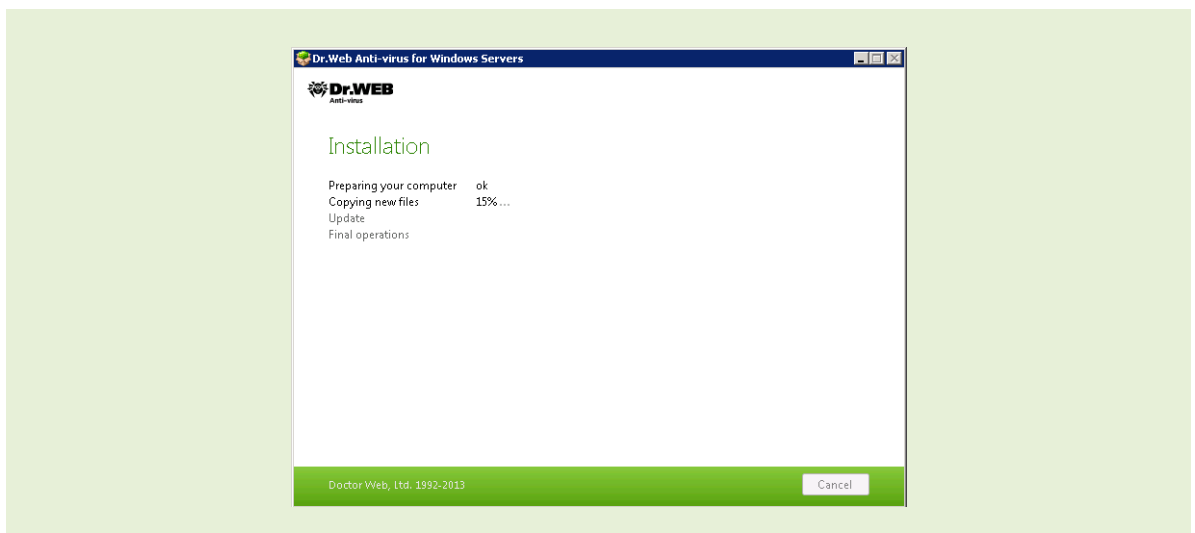 Dr.Web Anti-virus for Windows Servers
Dr.WEB
Anti-virus
Installation
Preparing your computer ok
Copying new files 15% ...
Update
Final operations
Doctor Web, Ltd. 1992-2013 Cancel